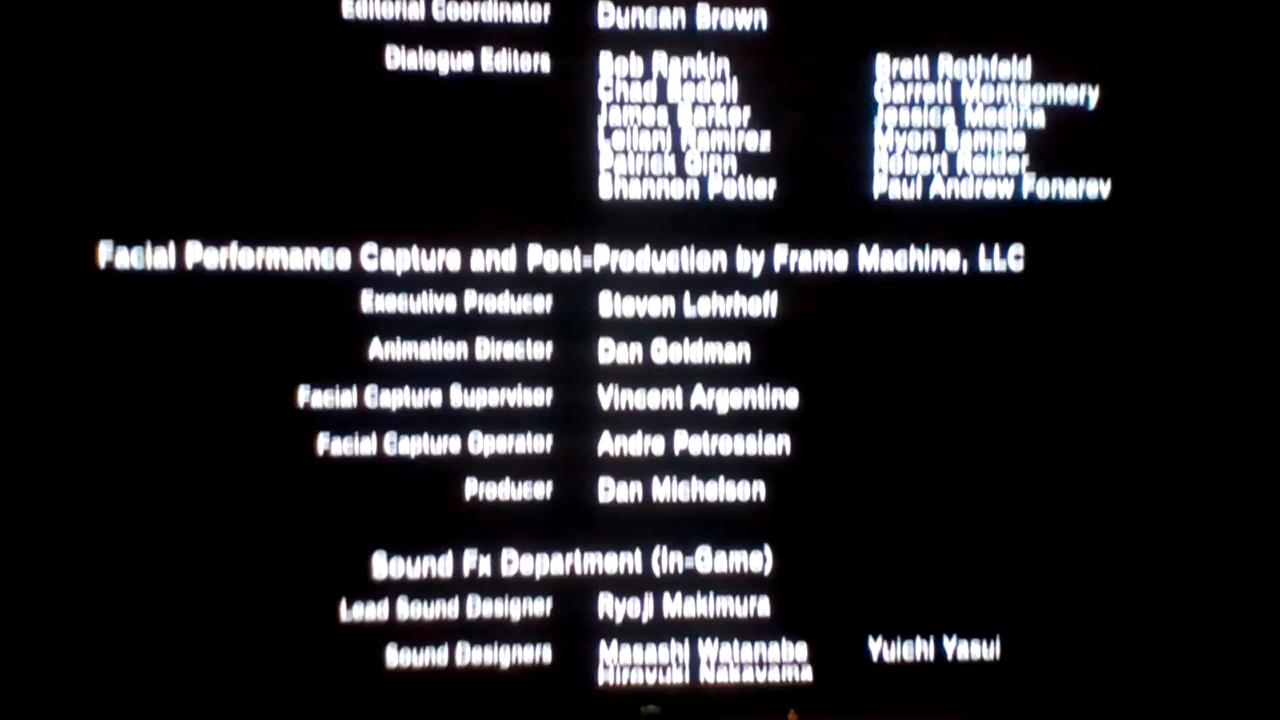 Editorial Coordinator Duncan Brown
Dialogue Editors Bob Rankin Brett Rothfeld
Chad Bedell Garrett Montgomery
James Barker Jessica Medina
Leilani Ramirez Myon Sample
Patrick Ginn Robert Reider
Shannon Potter Paul Andrew Fonarev
Facial Performance Capture and Post-Production by Frame Machine, LLC
Executive Producer Steven Lehrhoff
Animation Director Dan Goldman
Facial Capture Supervisor Vincent Argentine
Facial Capture Operator Andre Petrossian
Producer Dan Michelson
Sound Fx Department (In-Game)
Lead Sound Designer Ryoji Makimura
Sound Designers Masashi Watanabe Yuichi Yasui
Hiroyuki Nakayama